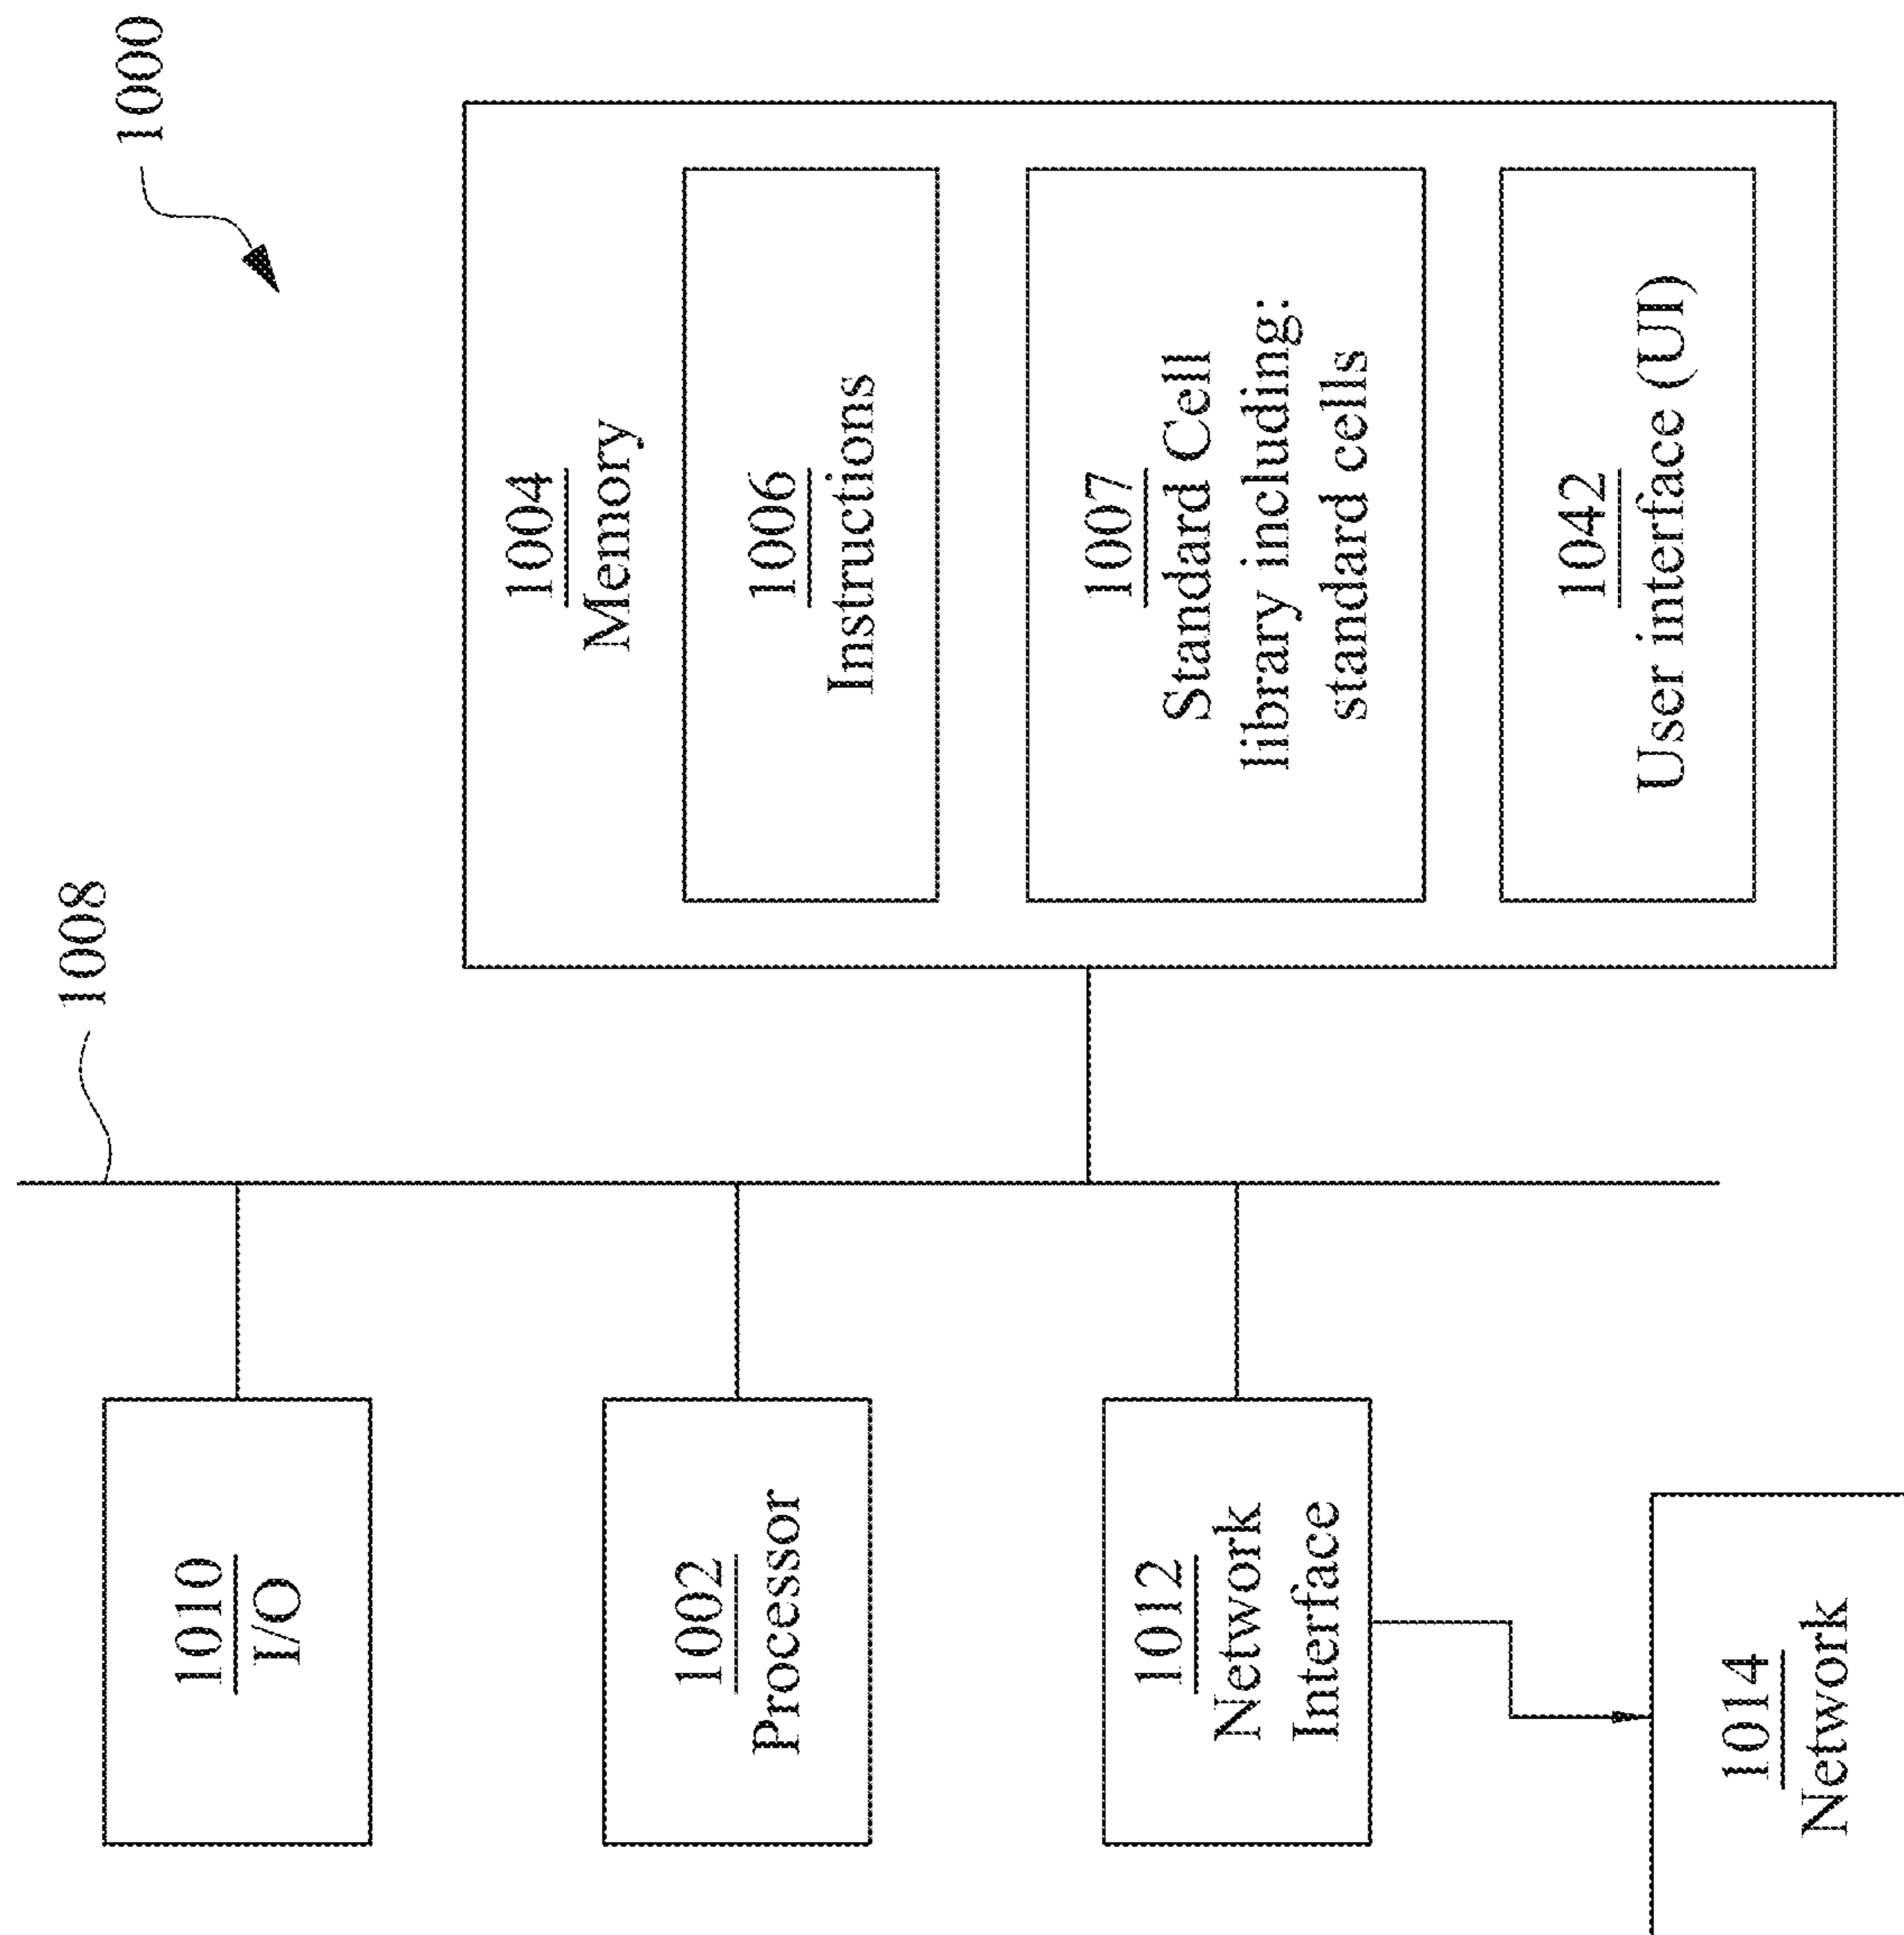 1000
1008
1010
I/O
1002
Processor
1012
Network
Interface
1014
Network
1004
Memory
1006
Instructions
1007
Standard Cell
library including:
standard cells
1042
User interface (UI)